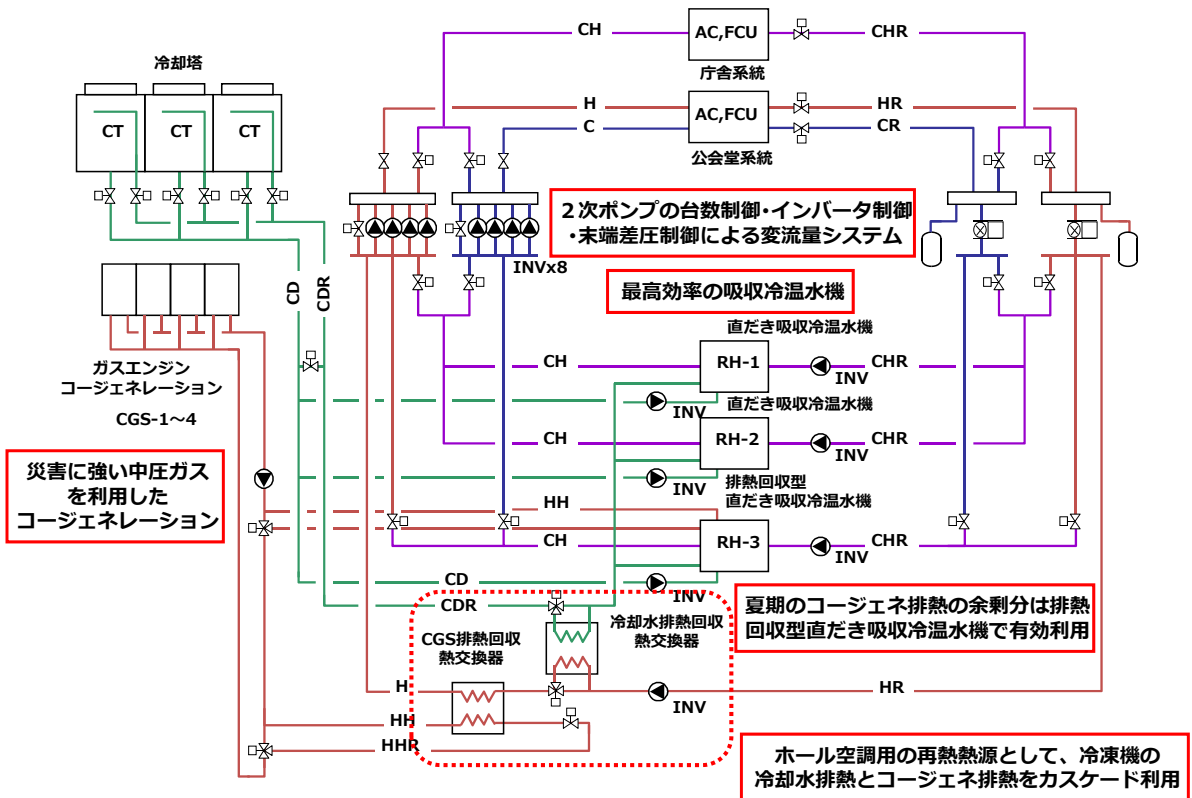 CH
AC,FCU
CHR
庁舎系統
冷却塔
H
AC,FCU
HR
C
CR
公会堂系統
CT
CT
CT
２次ポンプの台数制御・インバータ制御
・末端差圧制御による変流量システム
INVx8
CD
CDR
最高効率の吸収冷温水機
直だき吸収冷温水機
CH
RH-1
CHR
INV
INV
直だき吸収冷温水機
ガスエンジン
コージェネレーション
CGS-1～4
CH
RH-2
CHR
INV
INV
排熱回収型
直だき吸収冷温水機
災害に強い中圧ガス
を利用した
コージェネレーション
HH
CH
RH-3
CHR
INV
CD
INV
CDR
夏期のコージェネ排熱の余剰分は排熱
回収型直だき吸収冷温水機で有効利用
冷却水排熱回収
熱交換器
CGS排熱回収
熱交換器
H
HR
INV
HH
HHR
ホール空調用の再熱熱源として、冷凍機の
冷却水排熱とコージェネ排熱をカスケード利用